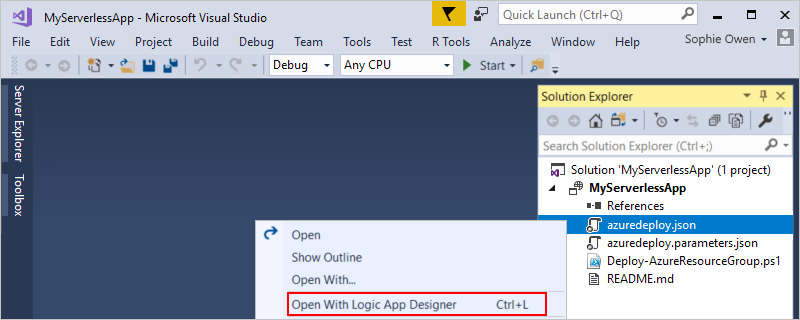 MyServerlessApp - Microsoft Visual Studio
Quick Launch (Ctrl+Q)
File Edit View Project Build Debug Team Tools Test R Tools Analyze Window Help
Sophie Owen
Debug Any CPU Start
Server Explorer
Toolbox
Solution Explorer
Search Solution Explorer (Ctrl+;)
Solution 'MyServerlessApp' (1 project)
MyServerlessApp
References
azuredeploy.json
azuredeploy.parameters.json
Deploy-AzureResourceGroup.ps1
README.md
Open
Show Outline
Open With...
Open With Logic App Designer Ctrl+L